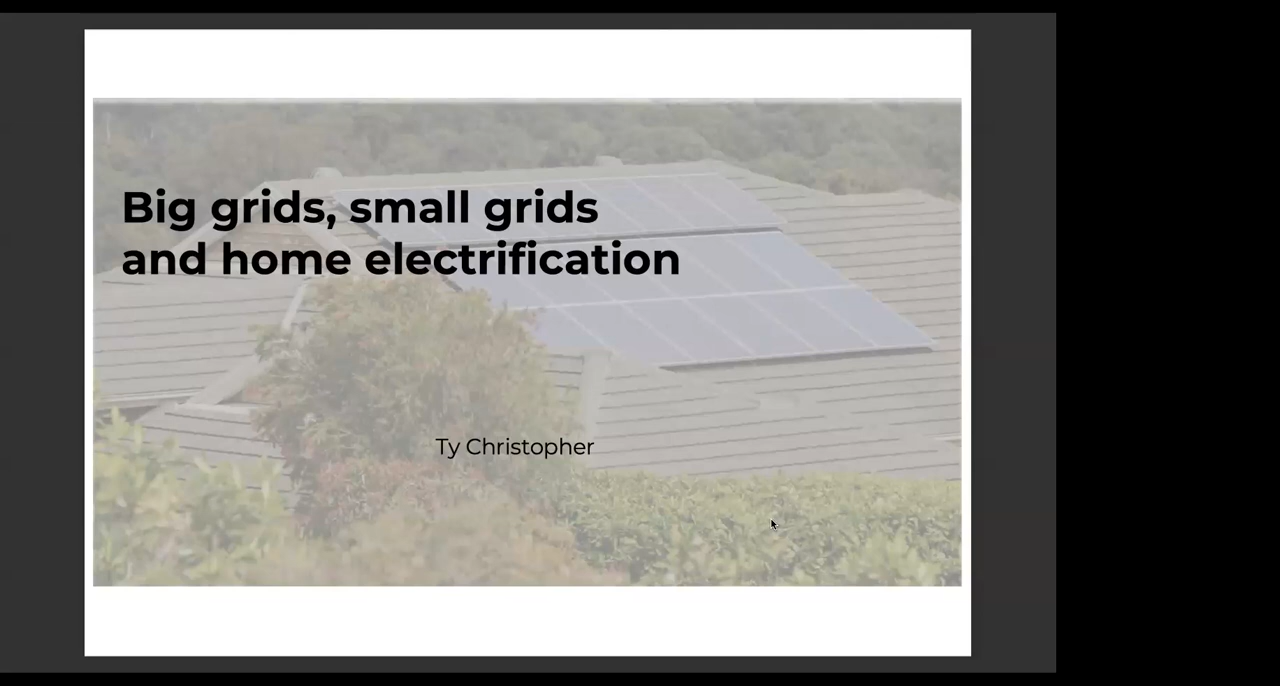 Big grids, small grids
and home electrification
Ty Christopher